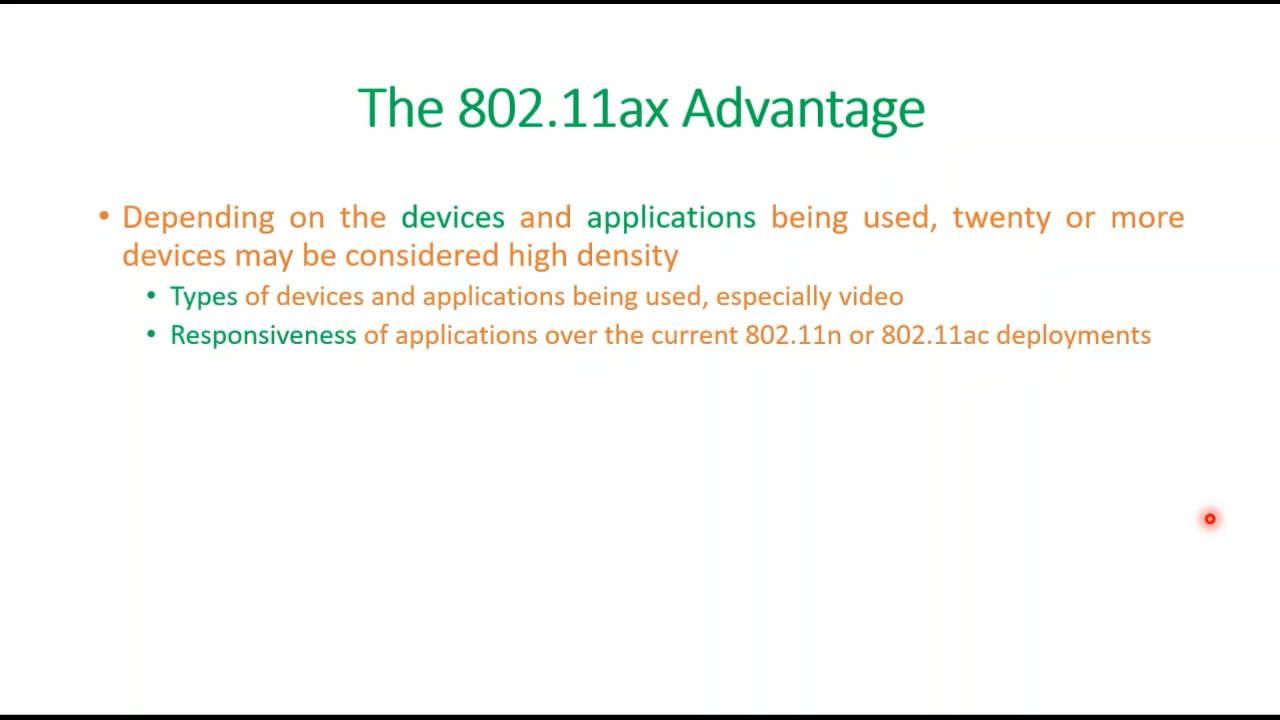 The 802.11ax Advantage
• Depending on the devices and applications being used, twenty or more
devices may be considered high density
• Types of devices and applications being used, especially video
• Responsiveness of applications over the current 802.11n or 802.11ac deployments